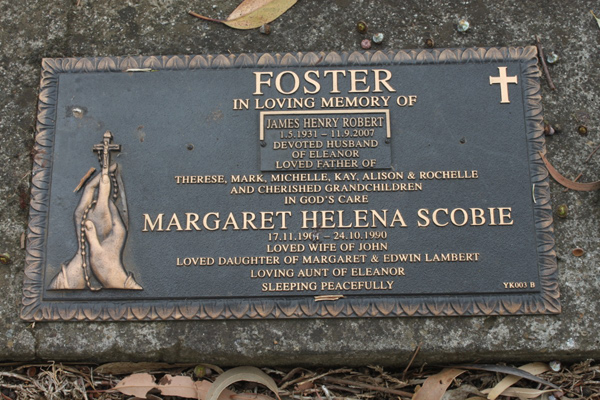 FOSTER
IN LOVING MEMORY OF
JAMES HENRY ROBERT
1.5.1931 – 11.9.2007
DEVOTED HUSBAND
OF ELEANOR
LOVED FATHER OF
THERESE, MARK, MICHELLE, KAY, ALISON & ROCHELLE
AND CHERISHED GRANDCHILDREN
IN GOD'S CARE
MARGARET HELENA SCOBIE
– 24.10.1990
LOVED WIFE OF JOHN
LOVED DAUGHTER OF MARGARET & EDWIN LAMBERT
LOVING AUNT OF ELEANOR
SLEEPING PEACEFULLY
YK003 B